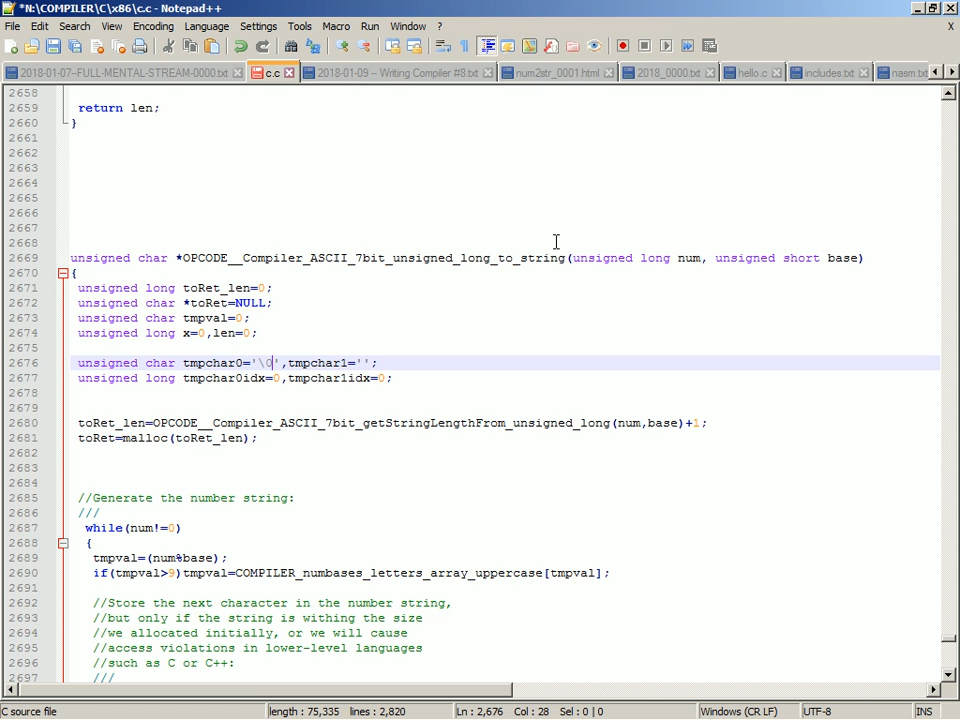 *N:\COMPILER\C\x86\c.c - Notepad++
File Edit Search View Encoding Language Settings Tools Macro Run Window ? X
2018-01-07-FULL-MENTAL-STREAM-0000.txt c.c 2018-01-09 -- Writing Compiler #8.txt num2str_0001.html 2018_0000.txt hello.c includes.txt nasm.txt
2658
2659 return len;
2660 }
2661
2662
2663
2664
2665
2666
2667
2668
2669 unsigned char *OPCODE__Compiler_ASCII_7bit_unsigned_long_to_string(unsigned long num, unsigned short base)
2670 {
2671 unsigned long toRet_len=0;
2672 unsigned char *toRet=NULL;
2673 unsigned char tmpval=0;
2674 unsigned long x=0,len=0;
2675
2676 unsigned char tmpchar0='\0',tmpchar1='';
2677 unsigned long tmpchar0idx=0,tmpchar1idx=0;
2678
2679
2680 toRet_len=OPCODE__Compiler_ASCII_7bit_getStringLengthFrom_unsigned_long(num,base)+1;
2681 toRet=malloc(toRet_len);
2682
2683
2684
2685 //Generate the number string:
2686 ///
2687 while(num!=0)
2688 {
2689 tmpval=(num%base);
2690 if(tmpval>9)tmpval=COMPILER_numbases_letters_array_uppercase[tmpval];
2691
2692 //Store the next character in the number string,
2693 //but only if the string is withing the size
2694 //we allocated initially, or we will cause
2695 //access violations in lower-level languages
2696 //such as C or C++:
2697 ///
C source file length : 75,335 lines : 2,820 Ln : 2,676 Col : 28 Sel : 0 | 0 Windows (CR LF) UTF-8 INS